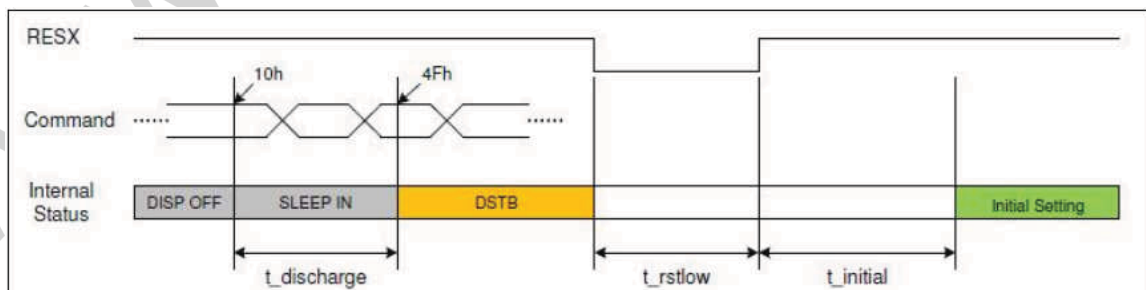 RESX
10h
4Fh
Command ...... ......
Internal
Status
DISP OFF SLEEP IN DSTB Initial Setting
t_discharge t_rstlow t_initial